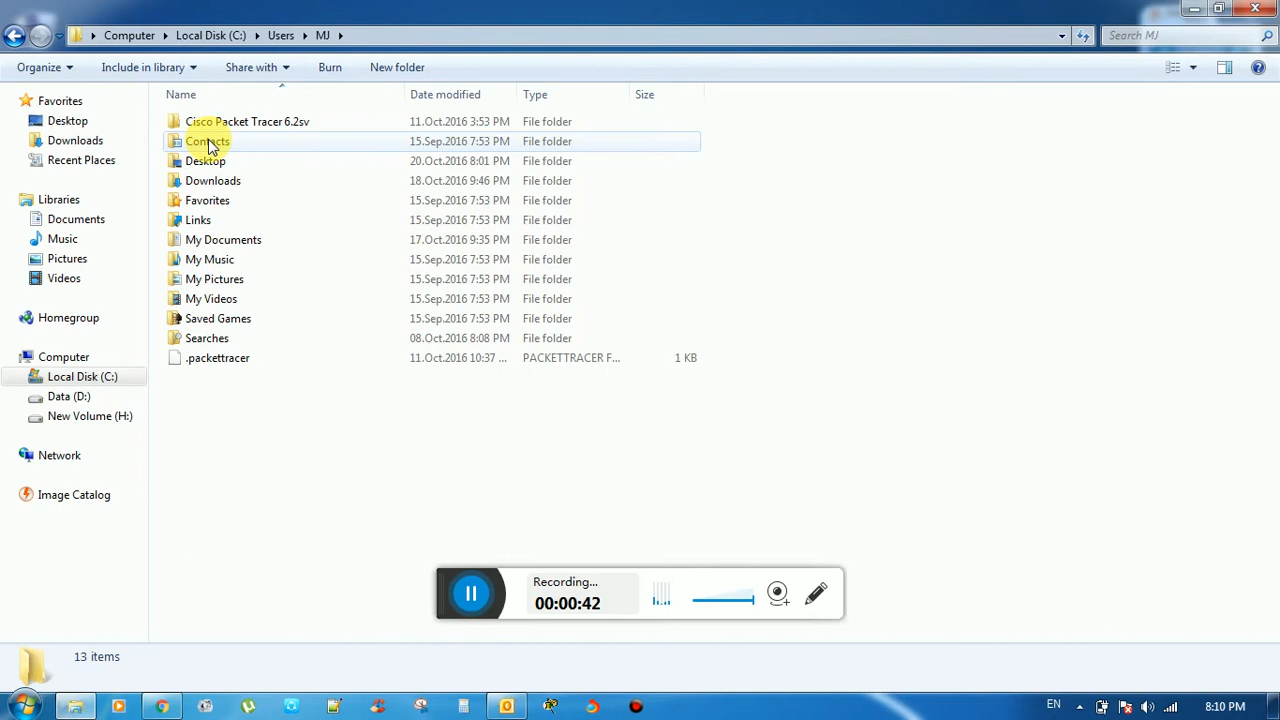 Computer Local Disk (C:) Users MJ Search MJ
Organize Include in library Share with Burn New folder
Name Date modified Type Size
Favorites
Desktop
Downloads
Recent Places
Libraries
Documents
Music
Pictures
Videos
Homegroup
Computer
Local Disk (C:)
Data (D:)
New Volume (H:)
Network
Image Catalog
Cisco Packet Tracer 6.2sv 11.Oct.2016 3:53 PM File folder
Contacts 15.Sep.2016 7:53 PM File folder
Desktop 20.Oct.2016 8:01 PM File folder
Downloads 18.Oct.2016 9:46 PM File folder
Favorites 15.Sep.2016 7:53 PM File folder
Links 15.Sep.2016 7:53 PM File folder
My Documents 17.Oct.2016 9:35 PM File folder
My Music 15.Sep.2016 7:53 PM File folder
My Pictures 15.Sep.2016 7:53 PM File folder
My Videos 15.Sep.2016 7:53 PM File folder
Saved Games 15.Sep.2016 7:53 PM File folder
Searches 08.Oct.2016 8:08 PM File folder
.packettracer 11.Oct.2016 10:37 ... PACKETTRACER F... 1 KB
Recording...
00:00:42
13 items
EN 8:10 PM